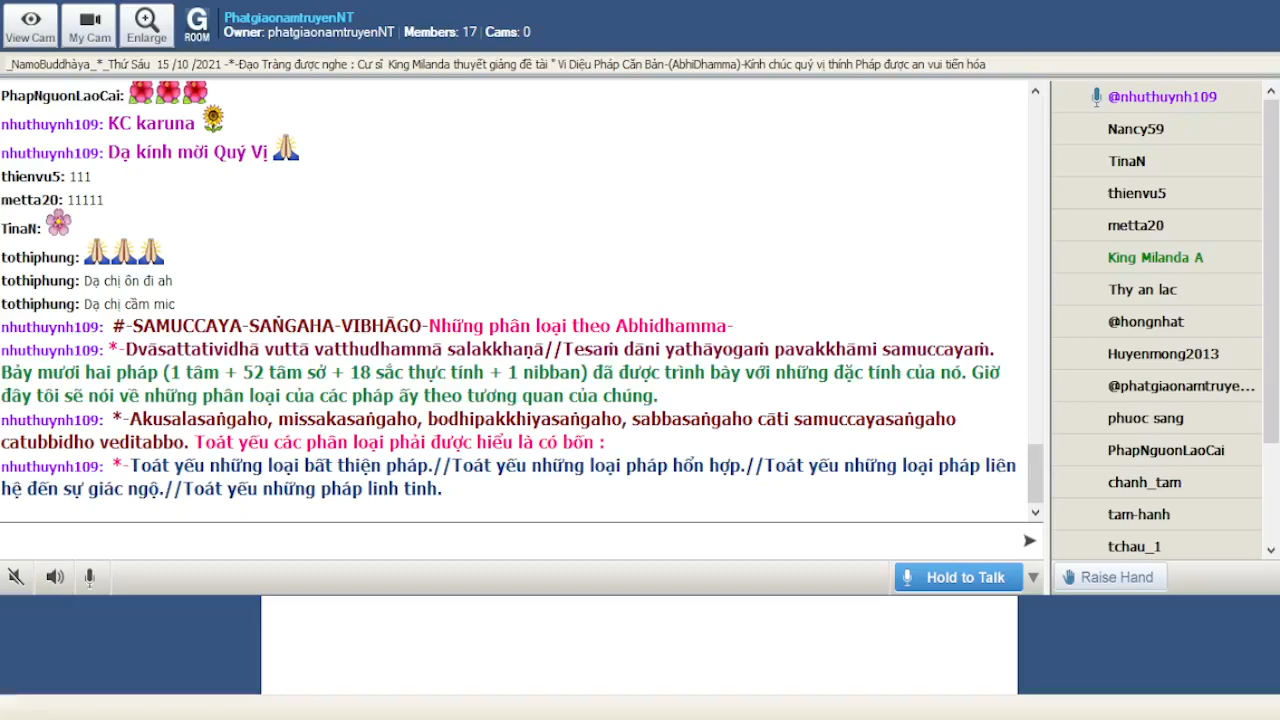 View Cam
My Cam
Enlarge
G
ROOM
PhatgiaonamtruyenNT
Owner: phatgiaonamtruyenNT | Members: 17 | Cams: 0
_NamoBuddhàya_*_Thứ Sáu 15 /10 /2021 -*-Đạo Tràng được nghe : Cư sĩ King Milanda thuyết giảng đề tài " Vi Diệu Pháp Căn Bản-(AbhiDhamma)-Kính chúc quý vị thính Pháp được an vui tiến hóa
PhapNguonLaoCai:
nhuthuynh109: KC karuna
nhuthuynh109: Dạ kính mời Quý Vị
thienvu5: 111
metta20: 11111
TinaN:
tothiphung:
tothiphung: Dạ chị ôn đi ah
tothiphung: Dạ chị cầm mic
nhuthuynh109: #-SAMUCCAYA-SAṄGAHA-VIBHĀGO-Những phân loại theo Abhidhamma-
nhuthuynh109: *-Dvāsattatividhā vuttā vatthudhammā salakkhaṇā//Tesaṁ dāni yathāyogaṁ pavakkhāmi samuccayaṁ.
Bảy mươi hai pháp (1 tâm + 52 tâm sở + 18 sắc thực tính + 1 nibban) đã được trình bày với những đặc tính của nó. Giờ
đây tôi sẽ nói về những phân loại của các pháp ấy theo tương quan của chúng.
nhuthuynh109: *-Akusalasaṅgaho, missakasaṅgaho, bodhipakkhiyasaṅgaho, sabbasaṅgaho cāti samuccayasaṅgaho
catubbidho veditabbo. Toát yếu các phân loại phải được hiểu là có bốn :
nhuthuynh109: *-Toát yếu những loại bất thiện pháp.//Toát yếu những loại pháp hổn hợp.//Toát yếu những loại pháp liên
hệ đến sự giác ngộ.//Toát yếu những pháp linh tinh.
Hold to Talk
@nhuthuynh109
Nancy59
TinaN
thienvu5
metta20
King Milanda A
Thy an lac
@hongnhat
Huyenmong2013
@phatgiaonamtruye...
phuoc sang
PhapNguonLaoCai
chanh_tam
tam-hanh
tchau_1
Raise Hand